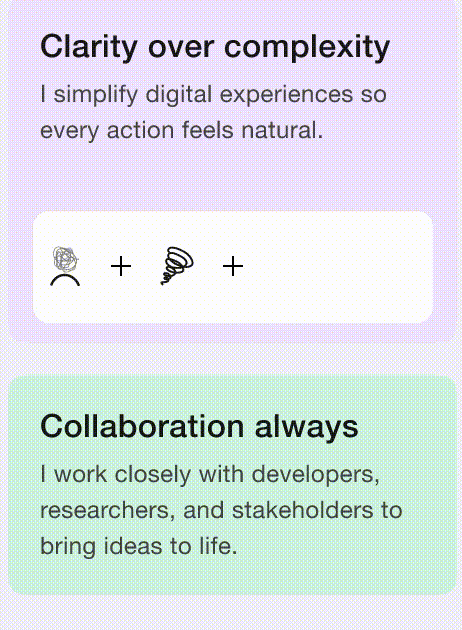 Clarity over complexity
I simplify digital experiences so
every action feels natural.
+ +
Collaboration always
I work closely with developers,
researchers, and stakeholders to
bring ideas to life.